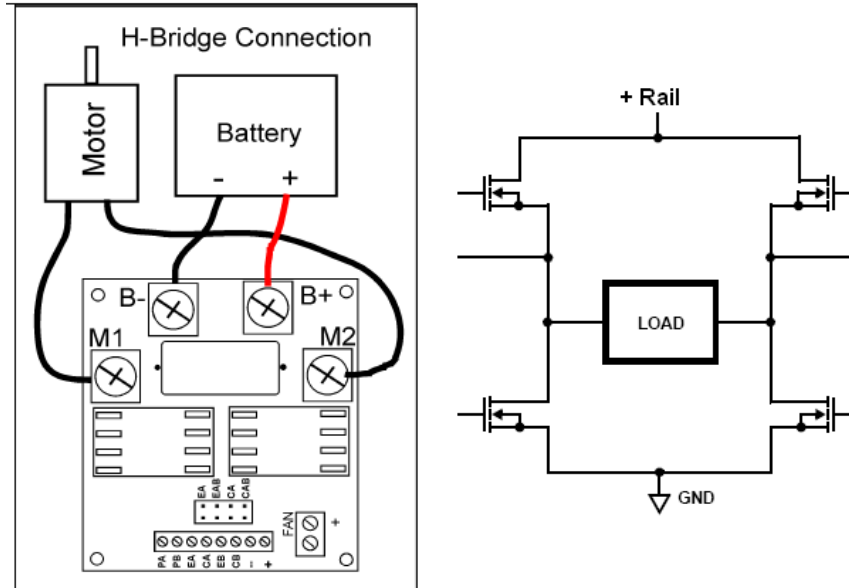 H-Bridge Connection
Motor
Battery
- +
B- B+
M1 M2
EA
EAB
CA
CAB
FAN
+
PA
PB
EA
CA
EB
CB
-
+
+ Rail
LOAD
GND